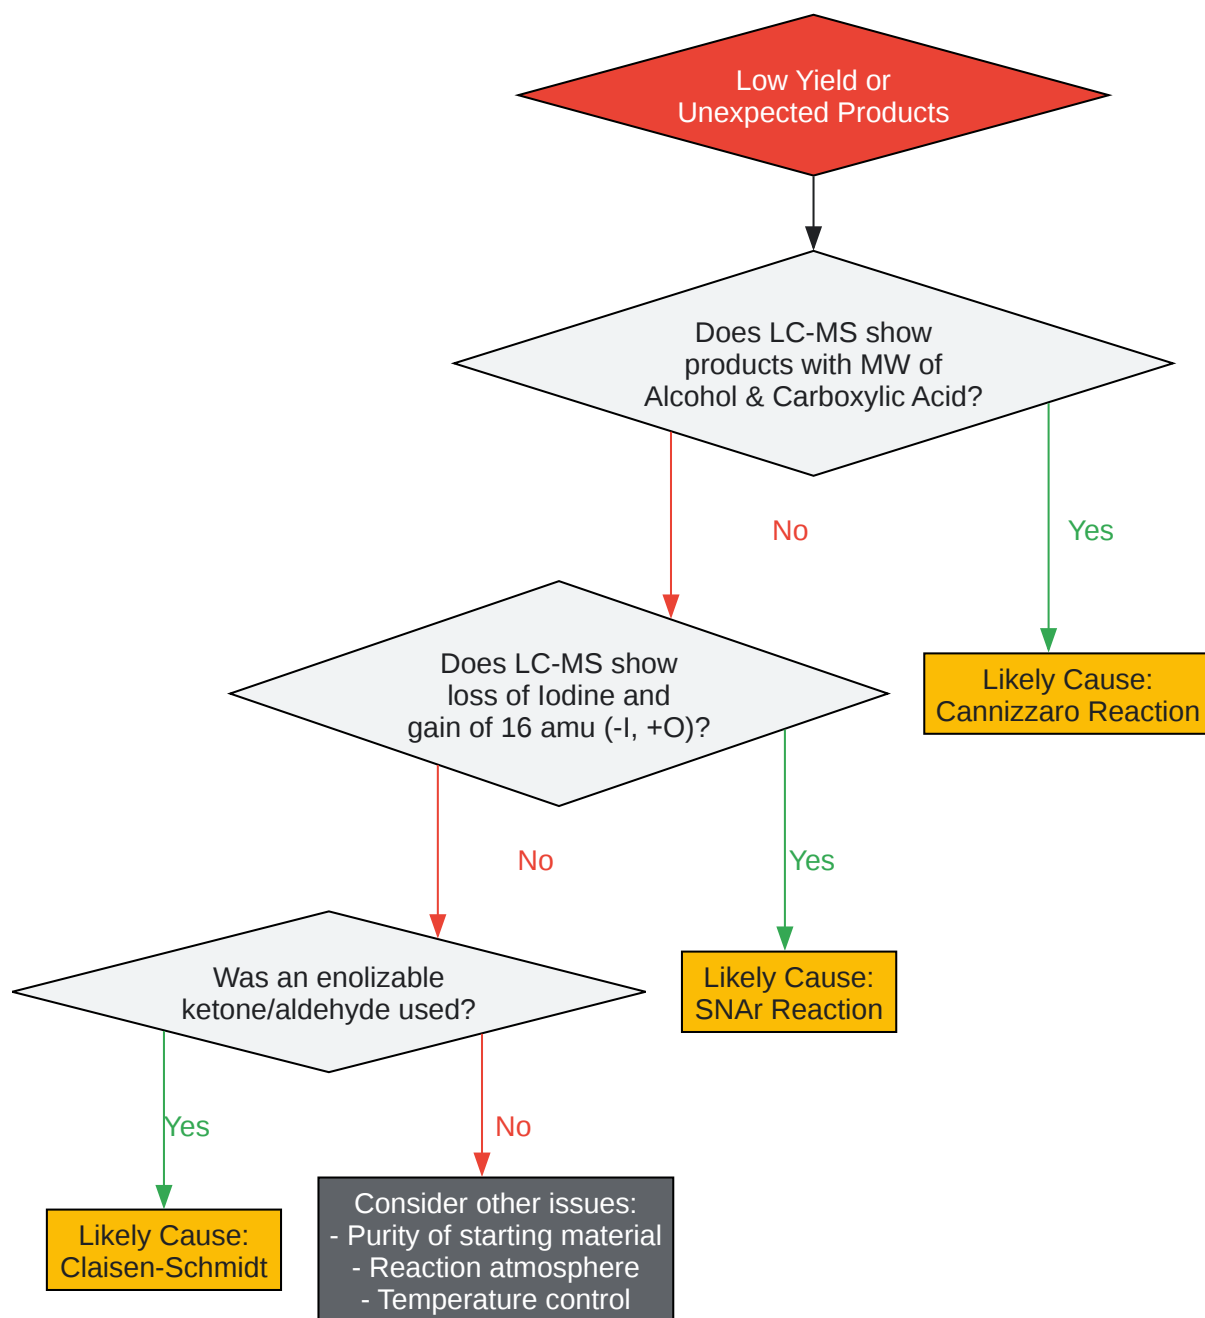 Low Yield or
Unexpected Products
Does LC-MS show
products with MW of
Alcohol & Carboxylic Acid?
No
Yes
Does LC-MS show
loss of Iodine and
gain of 16 amu (-I, +O)?
Likely Cause:
Cannizzaro Reaction
No
Yes
Was an enolizable
ketone/aldehyde used?
Likely Cause:
SNAr Reaction
Yes
No
Likely Cause:
Claisen-Schmidt
Consider other issues:
- Purity of starting material
- Reaction atmosphere
- Temperature control